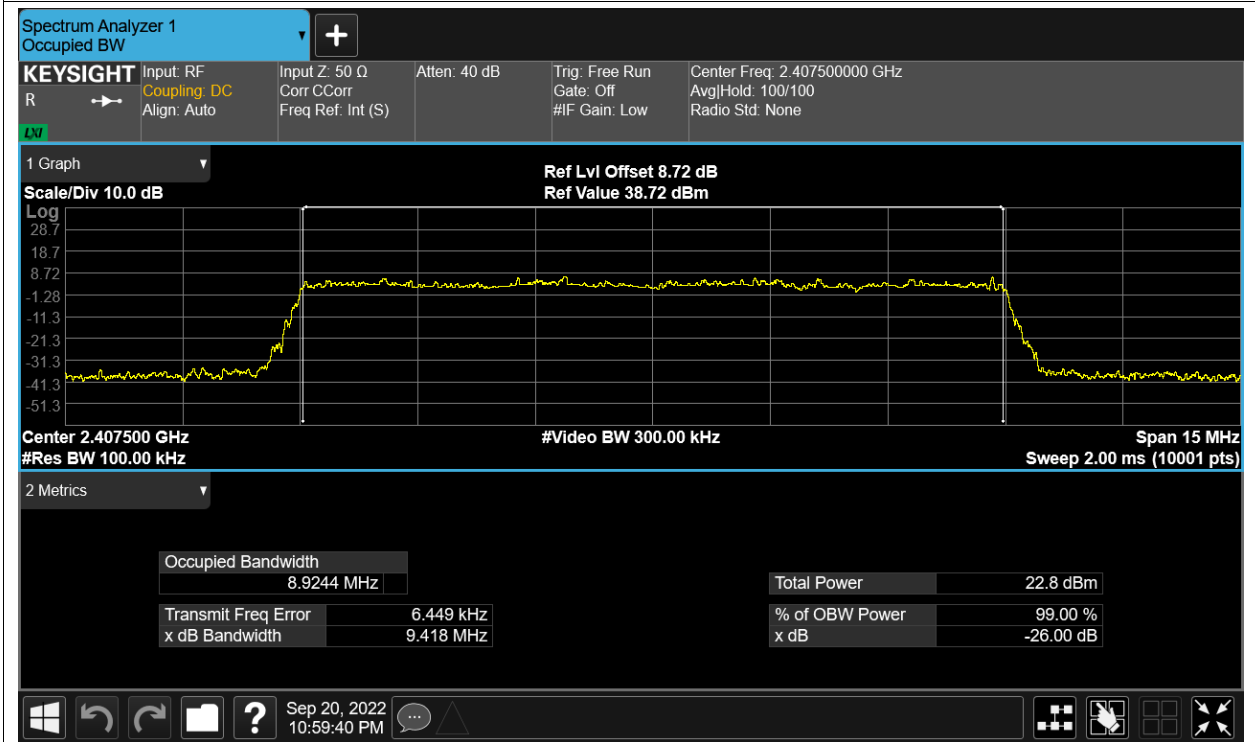 Spectrum Analyzer 1
Occupied BW
KEYSIGHT
R
LXI
Input: RF
Coupling: DC
Align: Auto
Input Z: 50 Ω
Corr CCorr
Freq Ref: Int (S)
Atten: 40 dB
Trig: Free Run
Gate: Off
#IF Gain: Low
Center Freq: 2.407500000 GHz
Avg|Hold: 100/100
Radio Std: None
1 Graph
Scale/Div 10.0 dB
Ref Lvl Offset 8.72 dB
Ref Value 38.72 dBm
Log
28.7
18.7
8.72
-1.28
-11.3
-21.3
-31.3
-41.3
-51.3
Center 2.407500 GHz
#Video BW 300.00 kHz
Span 15 MHz
#Res BW 100.00 kHz
Sweep 2.00 ms (10001 pts)
2 Metrics
Occupied Bandwidth
8.9244 MHz
Total Power 22.8 dBm
Transmit Freq Error 6.449 kHz
% of OBW Power 99.00 %
x dB Bandwidth 9.418 MHz
x dB -26.00 dB
?
Sep 20, 2022
10:59:40 PM